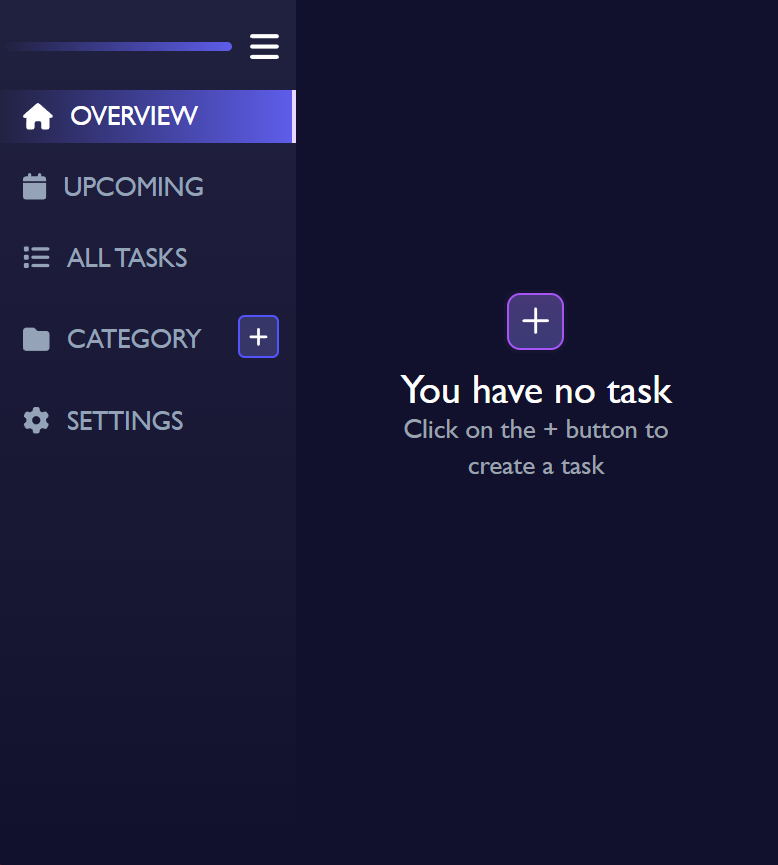 OVERVIEW
UPCOMING
ALL TASKS
CATEGORY
SETTINGS
You have no task
Click on the + button to
create a task